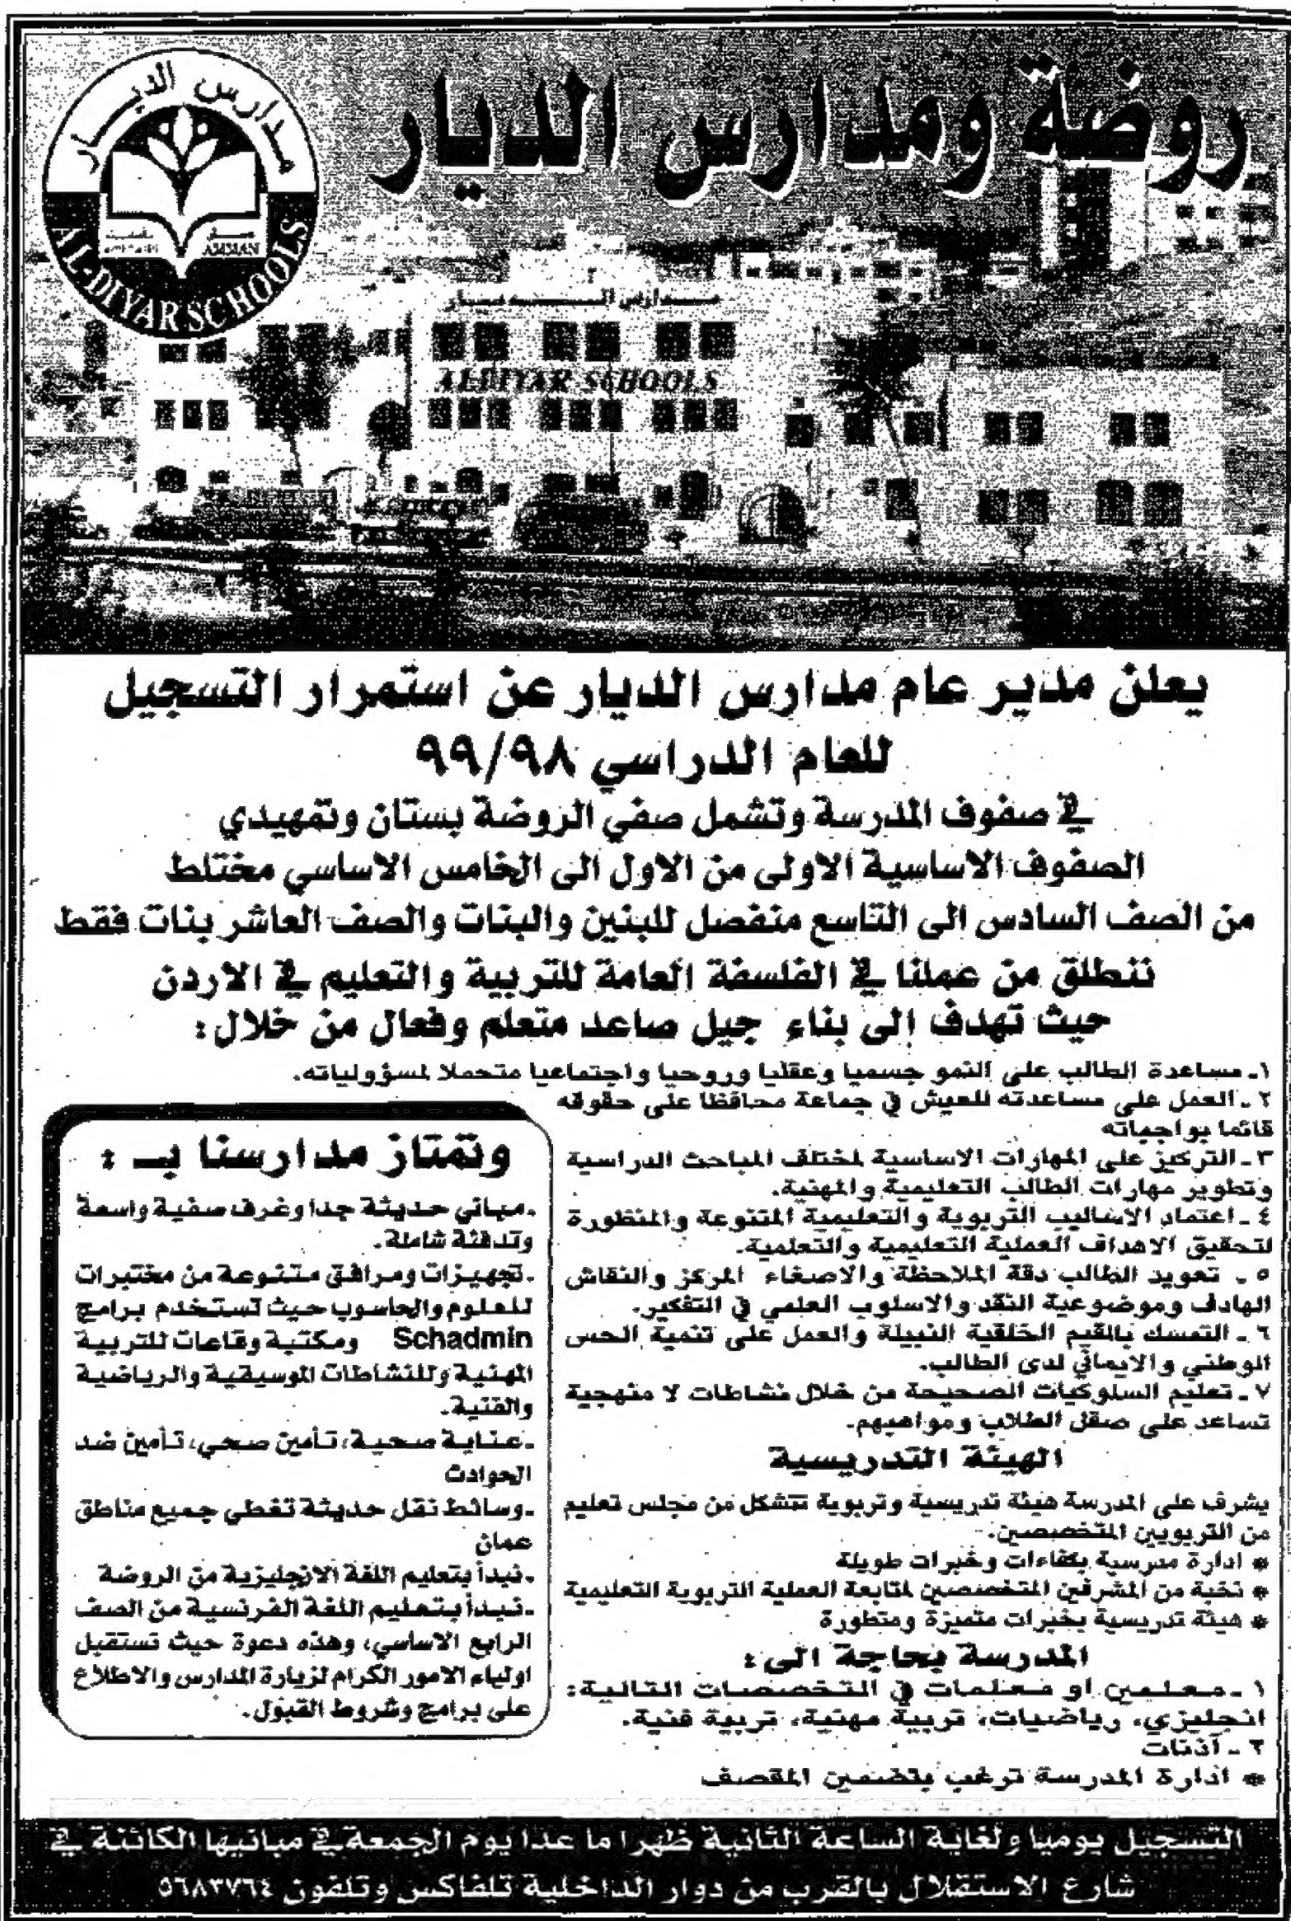 روضة ومدارس الديار
مدارس الديار
عمان
AMMAN
AL-DIYAR SCHOOLS
مدارس الديار
ALDIYAR SCHOOLS
يعلن مدير عام مدارس الديار عن استمرار التسجيل
للعام الدراسي ٩٩/٩٨
في صفوف المدرسة وتشمل صفي الروضة بستان وتمهيدي
الصفوف الاساسية الاولى من الاول الى الخامس الاساسي مختلط
من الصف السادس الى التاسع منفصل للبنين والبنات والصف العاشر بنات فقط
ننطلق من عملنا في الفلسفة العامة للتربية والتعليم في الاردن
حيث تهدف إلى بناء جيل صاعد متعلم وفعال من خلال:
١ـ مساعدة الطالب على النمو جسميا وعقليا وروحيا واجتماعيا متحملا لمسؤولياته.
٢ ـ العمل على مساعدته للعيش في جماعة محافظا على حقوقه
قائما بواجباته
٣ـ التركيز على المهارات الاساسية لمختلف المباحث الدراسية
وتطوير مهارات الطالب التعليمية والمهنية.
٤ ـ اعتماد الاساليب التربوية والتعليمية المتنوعة والمتطورة
لتحقيق الاهداف العملية التعليمية والتعلمية.
٥ ـ تعويد الطالب دقة الملاحظة والاصغاء المركز والنقاش
الهادف وموضوعية النقد والاسلوب العلمي في التفكير.
٦ ـ التمسك بالقيم الخلقية النبيلة والعمل على تنمية الحس
الوطني والايماني لدى الطالب.
٧ ـ تعليم السلوكيات الصحيحة من خلال نشاطات لا منهجية
تساعد على صقل الطلاب ومواهبهم.
الهيئة التدريسية
يشرف على المدرسة هيئة تدريسية وتربوية تتشكل من مجلس تعليم
من التربويين المتخصصين.
* ادارة مدرسية بكفاءات وخبرات طويلة
* نخبة من المشرفين المتخصصين لمتابعة العملية التربوية التعليمية
* هيئة تدريسية بخبرات متميزة ومتطورة
المدرسة بحاجة الى:
١ ـ معلمين او معلمات في التخصصات التالية:
انجليزي، رياضيات، تربية مهنية، تربية فنية.
٢ ـ آذنات
* ادارة المدرسة ترغب بتضمين المقصف
وتمتاز مدارسنا بـ :
ـ مباني حديثة جدا وغرف صفية واسعة
وتدفئة شاملة.
ـ تجهيزات ومرافق متنوعة من مختبرات
للعلوم والحاسوب حيث تستخدم برامج
Schadmin ومكتبة وقاعات للتربية
المهنية وللنشاطات الموسيقية والرياضية
والفنية.
ـ عناية صحية، تأمين صحي، تأمين ضد
الحوادث
ـ وسائط نقل حديثة تغطي جميع مناطق
عمان
ـ نبدأ بتعليم اللغة الانجليزية من الروضة
ـ نبدأ بتعليم اللغة الفرنسية من الصف
الرابع الاساسي، وهذه دعوة حيث تستقبل
اولياء الامور الكرام لزيارة المدارس والاطلاع
على برامج وشروط القبول.
التسجيل يوميا ولغاية الساعة الثانية ظهرا ما عدا يوم الجمعة في مبانيها الكائنة في
شارع الاستقلال بالقرب من دوار الداخلية تلفاكس وتلفون ٥٦٨٣٧٦٤